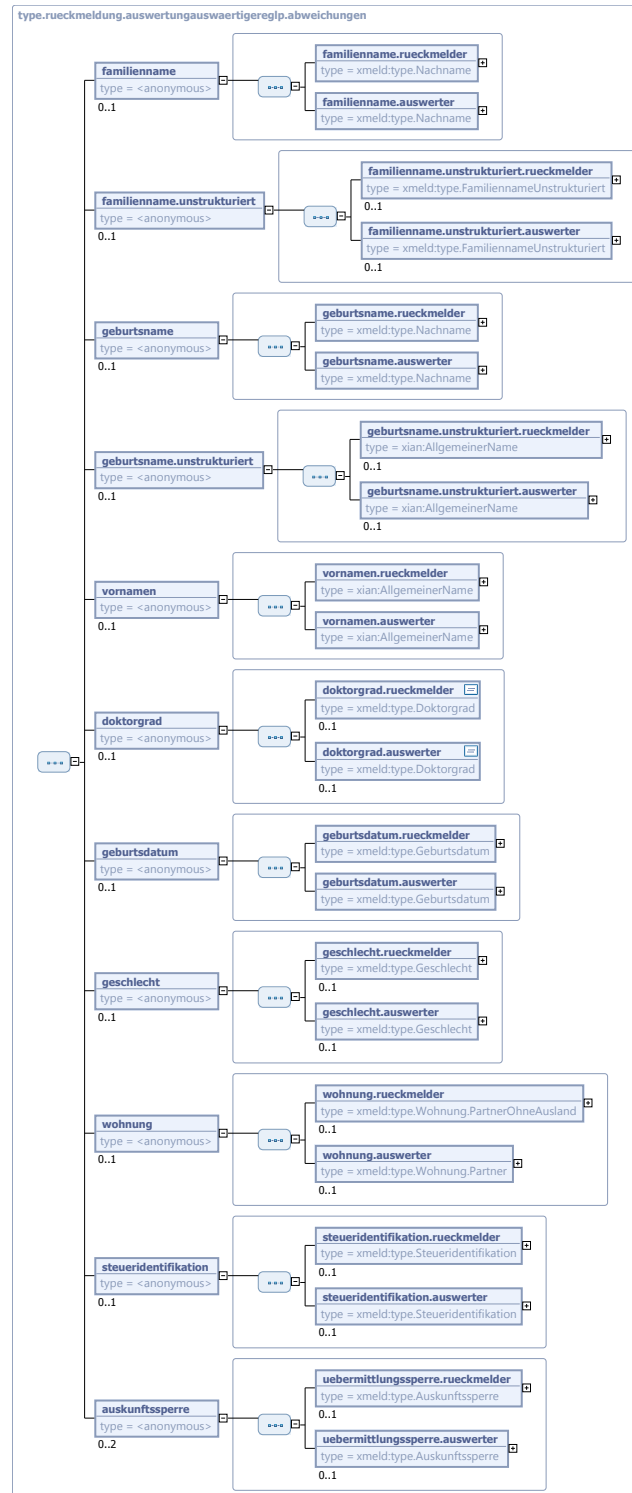 type.rueckmeldung.auswertungauswaertigereglp.abweichungen
familienname
type = <anonymous>
0..1
familienname.rueckmelder
type = xmeld:type.Nachname
familienname.auswerter
type = xmeld:type.Nachname
familienname.unstrukturiert
type = <anonymous>
0..1
familienname.unstrukturiert.rueckmelder
type = xmeld:type.FamiliennameUnstrukturiert
0..1
familienname.unstrukturiert.auswerter
type = xmeld:type.FamiliennameUnstrukturiert
0..1
geburtsname
type = <anonymous>
0..1
geburtsname.rueckmelder
type = xmeld:type.Nachname
geburtsname.auswerter
type = xmeld:type.Nachname
geburtsname.unstrukturiert
type = <anonymous>
0..1
geburtsname.unstrukturiert.rueckmelder
type = xian:AllgemeinerName
0..1
geburtsname.unstrukturiert.auswerter
type = xian:AllgemeinerName
0..1
vornamen
type = <anonymous>
0..1
vornamen.rueckmelder
type = xian:AllgemeinerName
vornamen.auswerter
type = xian:AllgemeinerName
doktorgrad
type = <anonymous>
0..1
doktorgrad.rueckmelder
type = xmeld:type.Doktorgrad
0..1
doktorgrad.auswerter
type = xmeld:type.Doktorgrad
0..1
geburtsdatum
type = <anonymous>
0..1
geburtsdatum.rueckmelder
type = xmeld:type.Geburtsdatum
geburtsdatum.auswerter
type = xmeld:type.Geburtsdatum
geschlecht
type = <anonymous>
0..1
geschlecht.rueckmelder
type = xmeld:type.Geschlecht
0..1
geschlecht.auswerter
type = xmeld:type.Geschlecht
0..1
wohnung
type = <anonymous>
0..1
wohnung.rueckmelder
type = xmeld:type.Wohnung.PartnerOhneAusland
0..1
wohnung.auswerter
type = xmeld:type.Wohnung.Partner
0..1
steueridentifikation
type = <anonymous>
0..1
steueridentifikation.rueckmelder
type = xmeld:type.Steueridentifikation
0..1
steueridentifikation.auswerter
type = xmeld:type.Steueridentifikation
0..1
auskunftssperre
type = <anonymous>
0..2
uebermittlungssperre.rueckmelder
type = xmeld:type.Auskunftssperre
0..1
uebermittlungssperre.auswerter
type = xmeld:type.Auskunftssperre
0..1